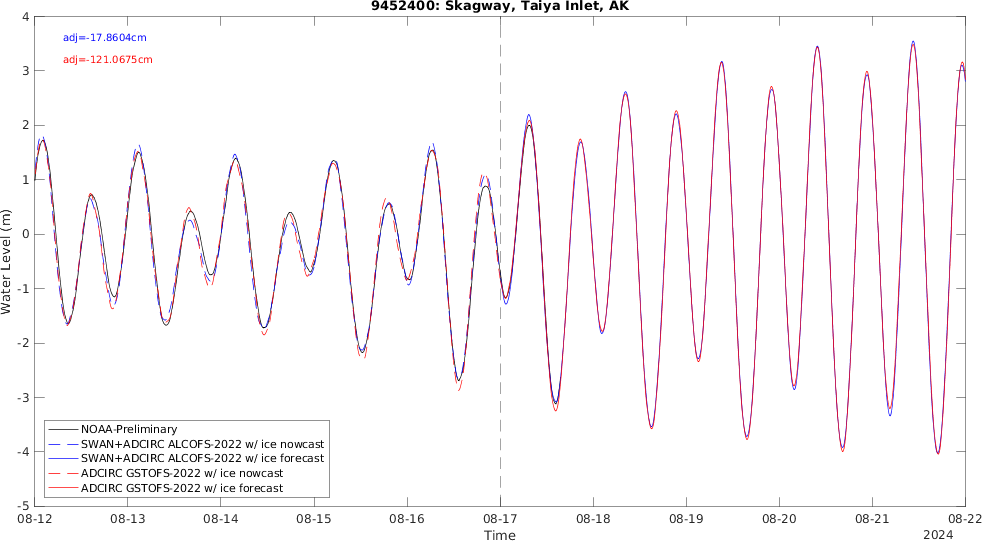 9452400: Skagway, Taiya Inlet, AK
adj=-17.8604cm
adj=-121.0675cm
Water Level (m)
4
3
2
1
0
-1
-2
-3
-4
-5
NOAA-Preliminary
SWAN+ADCIRC ALCOFS-2022 w/ ice nowcast
SWAN+ADCIRC ALCOFS-2022 w/ ice forecast
ADCIRC GSTOFS-2022 w/ ice nowcast
ADCIRC GSTOFS-2022 w/ ice forecast
08-12 08-13 08-14 08-15 08-16 08-17 08-18 08-19 08-20 08-21 08-22
Time
2024